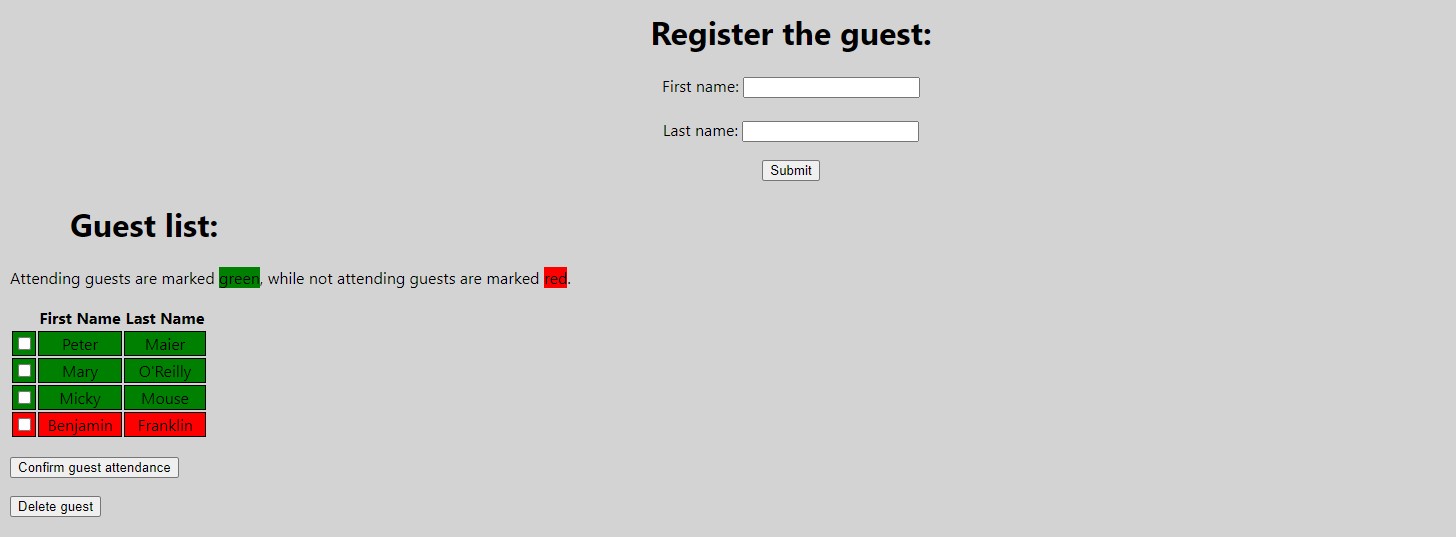 Register the guest:
First name:
Last name:
Submit
Guest list:
Attending guests are marked green, while not attending guests are marked red.
First Name Last Name
Peter Maier
Mary O'Reilly
Micky Mouse
Benjamin Franklin
Confirm guest attendance
Delete guest